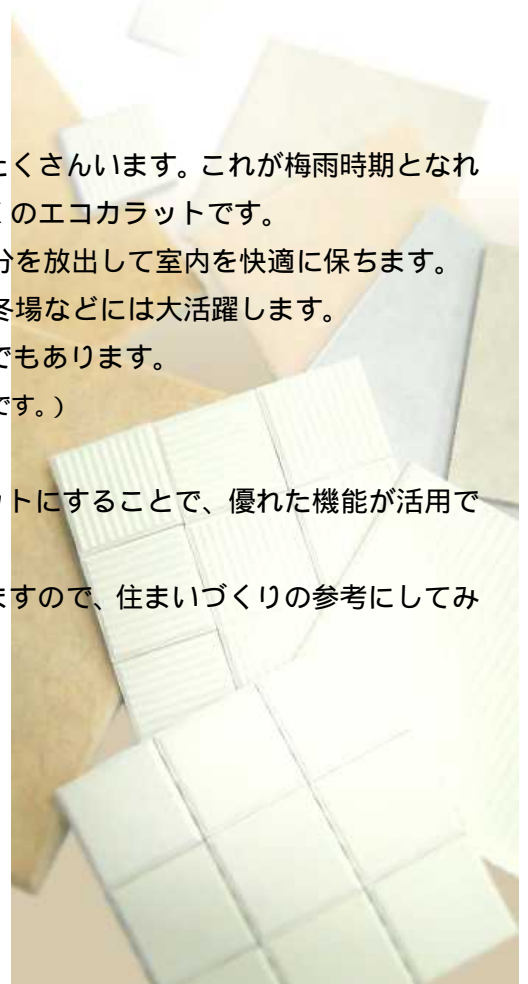 たくさんいます。これが梅雨時期となれ
のエコカラットです。
分を放出して室内を快適に保ちます。
冬場などには大活躍します。
でもあります。
です。)
ットにすることで、優れた機能が活用で
ますので、住まいづくりの参考にしてみ